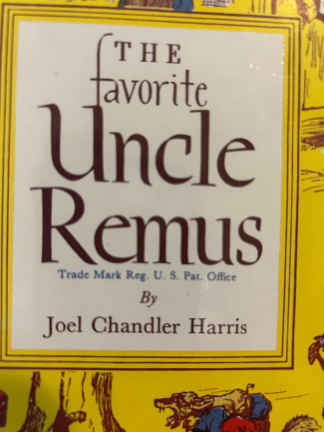 THE
favorite
Uncle
Remus
Trade Mark Reg. U. S. Pat. Office
By
Joel Chandler Harris